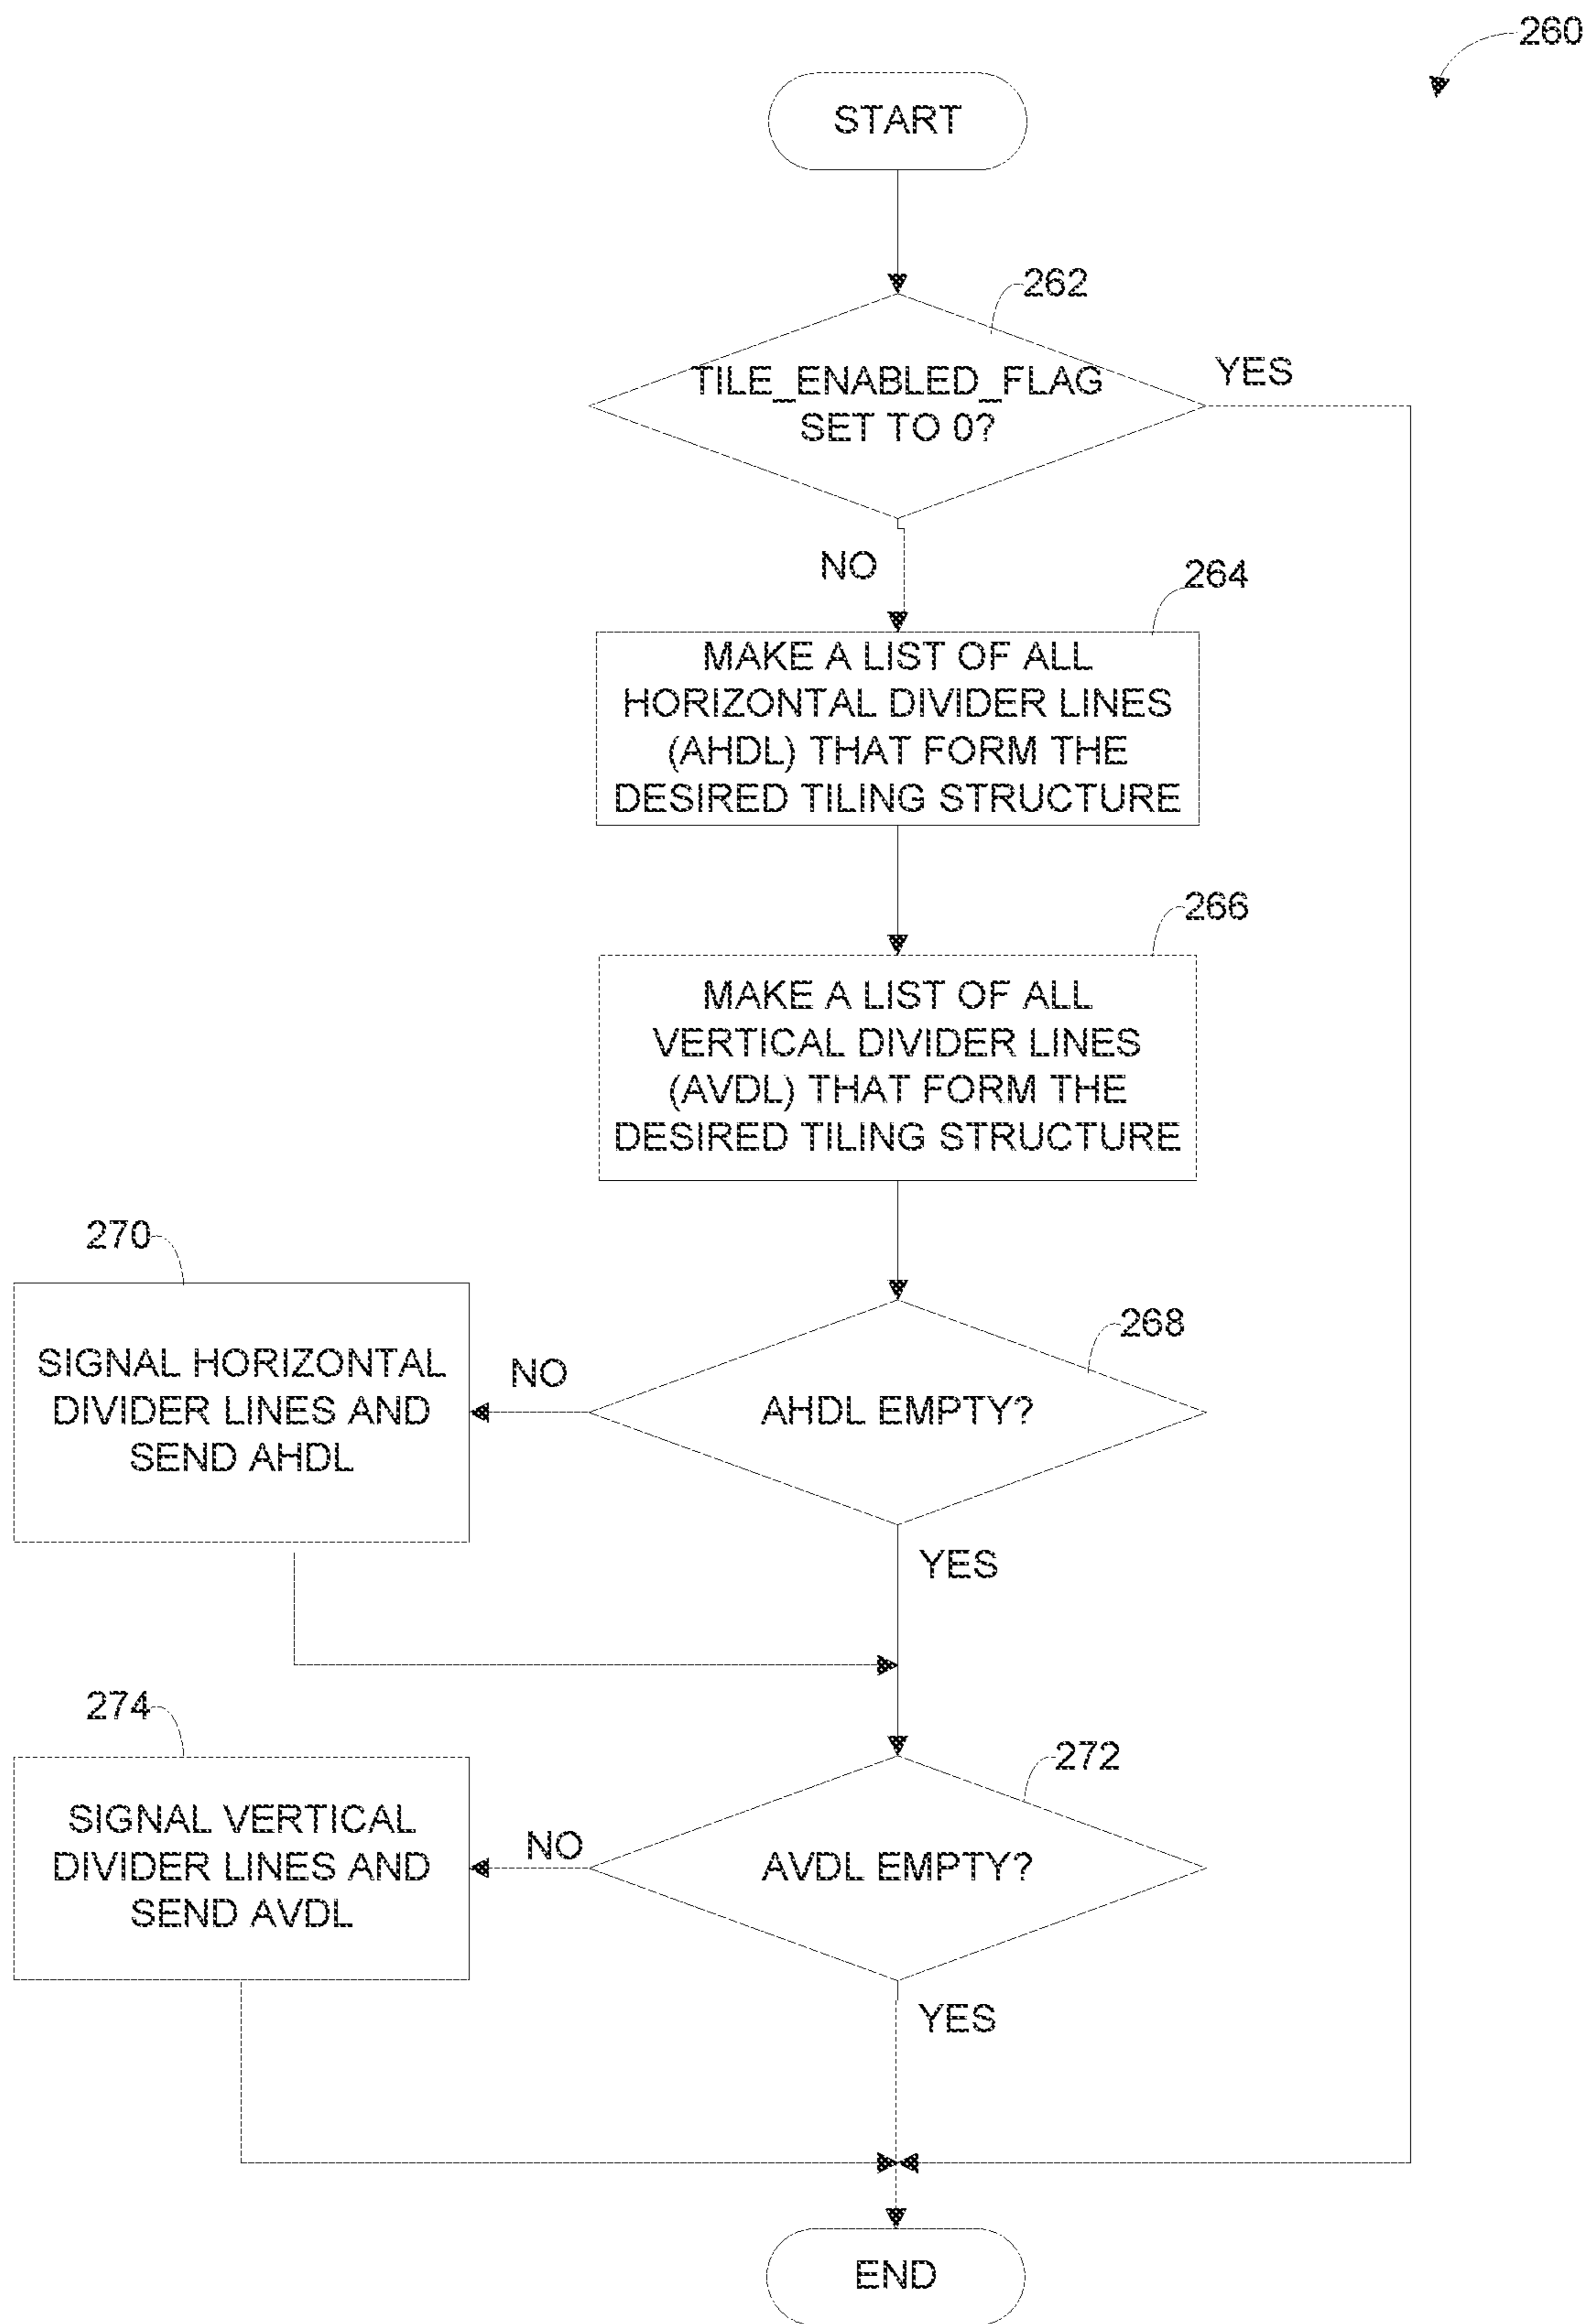 260
START
262
TILE_ENABLED_FLAG
SET TO 0?
YES
NO
264
MAKE A LIST OF ALL
HORIZONTAL DIVIDER LINES
(AHDL) THAT FORM THE
DESIRED TILING STRUCTURE
266
MAKE A LIST OF ALL
VERTICAL DIVIDER LINES
(AVDL) THAT FORM THE
DESIRED TILING STRUCTURE
270
268
SIGNAL HORIZONTAL
DIVIDER LINES AND
SEND AHDL
NO
AHDL EMPTY?
YES
274
272
SIGNAL VERTICAL
DIVIDER LINES AND
SEND AVDL
NO
AVDL EMPTY?
YES
END